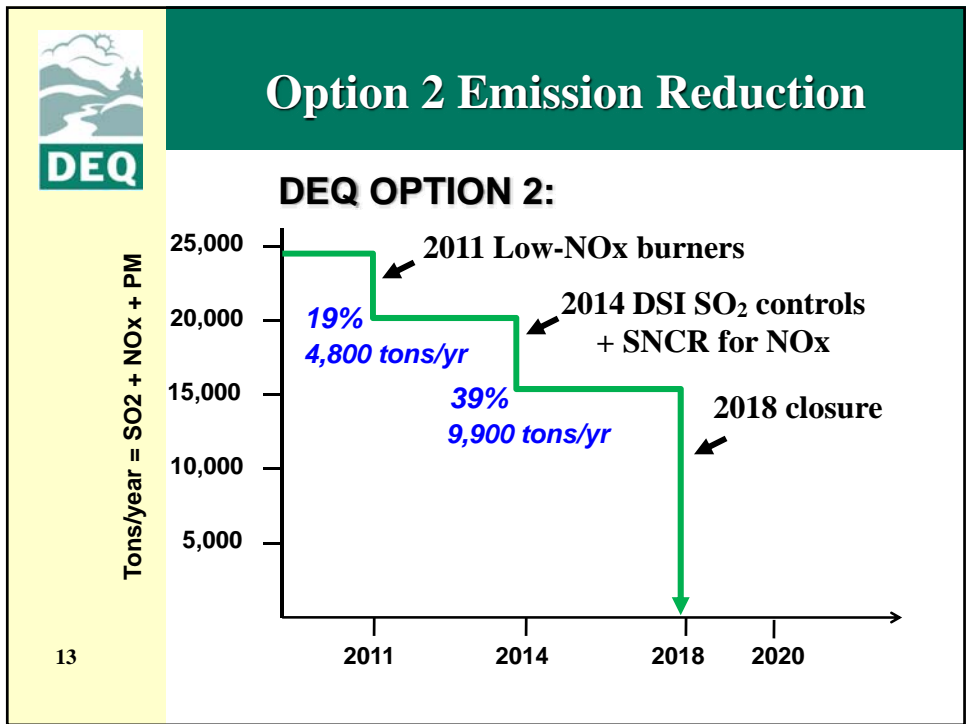 DEQ
Option 2 Emission Reduction
DEQ OPTION 2:
Tons/year = SO2 + NOx + PM
25,000
20,000
15,000
10,000
5,000
2011 Low-NOx burners
19%
4,800 tons/yr
2014 DSI SO₂ controls
+ SNCR for NOx
39%
9,900 tons/yr
2018 closure
2011
2014
2018
2020
13